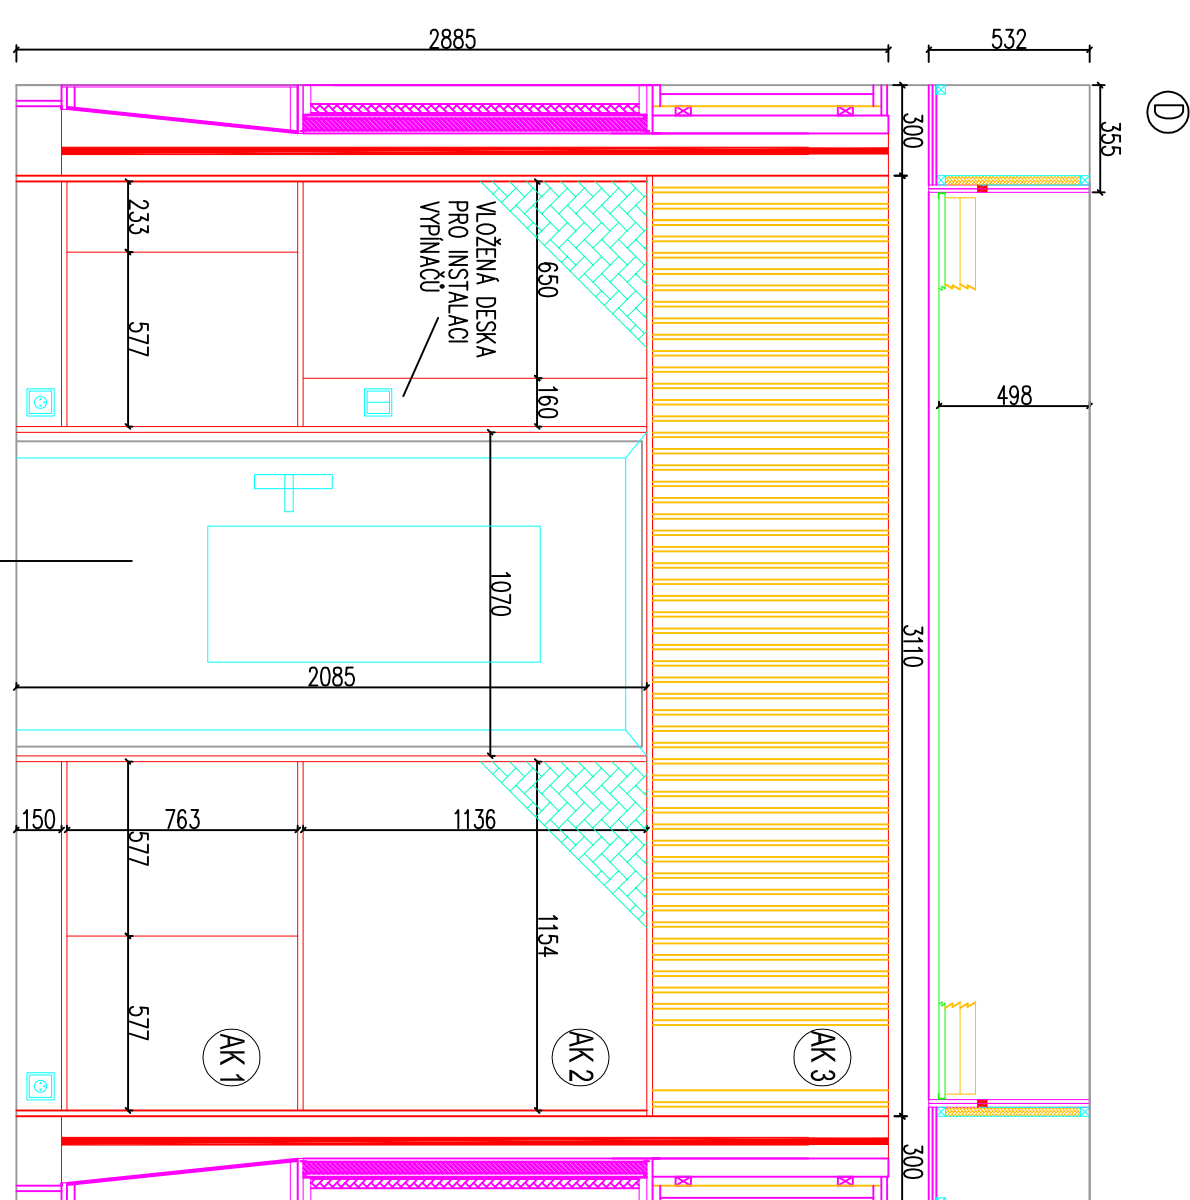 D
355
532
498
300
3110
300
2885
VLOŽENÁ DESKA
PRO INSTALACI
VYPÍNAČŮ
650
160
233
577
1070
2085
1136
763
150
1154
577
577
AK 3
AK 2
AK 1